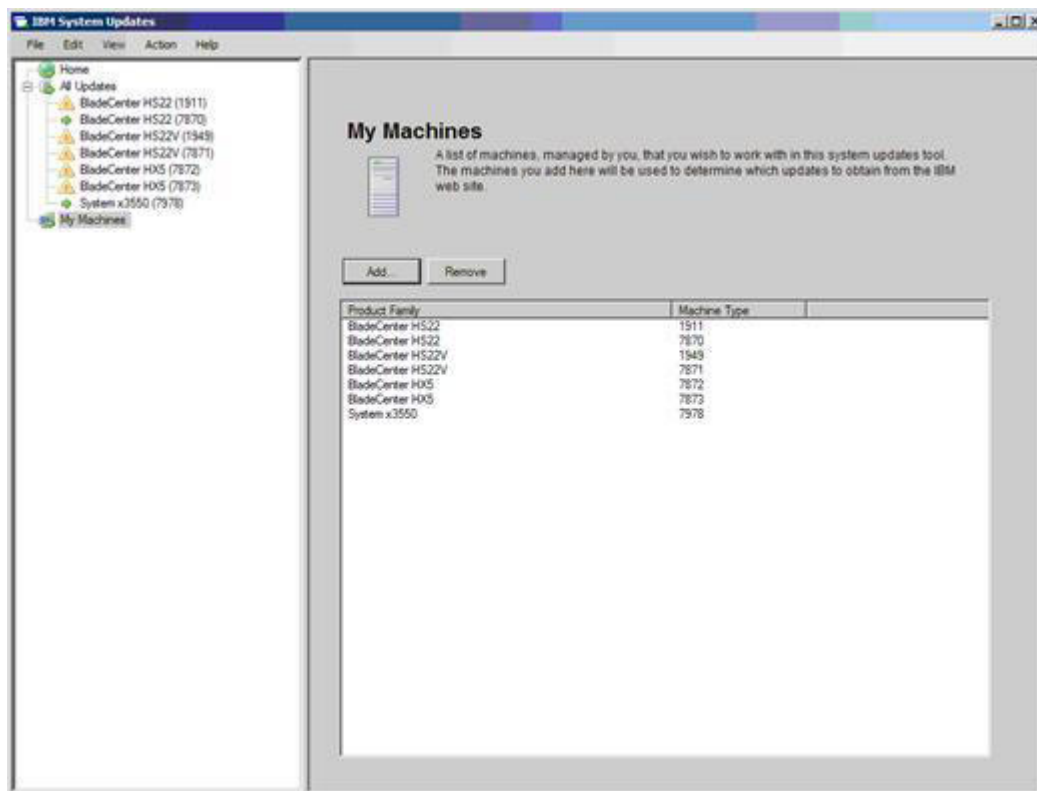 IBM System Updates
File Edit View Action Help
Home
All Updates
BladeCenter HS22 (1911)
BladeCenter HS22 (7870)
BladeCenter HS22V (1949)
BladeCenter HS22V (7871)
BladeCenter HX5 (7872)
BladeCenter HX5 (7873)
System x3550 (7978)
My Machines
My Machines
A list of machines, managed by you, that you wish to work with in this system updates tool.
The machines you add here will be used to determine which updates to obtain from the IBM
web site.
Add... Remove
Product Family Machine Type
BladeCenter HS22 1911
BladeCenter HS22 7870
BladeCenter HS22V 1949
BladeCenter HS22V 7871
BladeCenter HX5 7872
BladeCenter HX5 7873
System x3550 7978